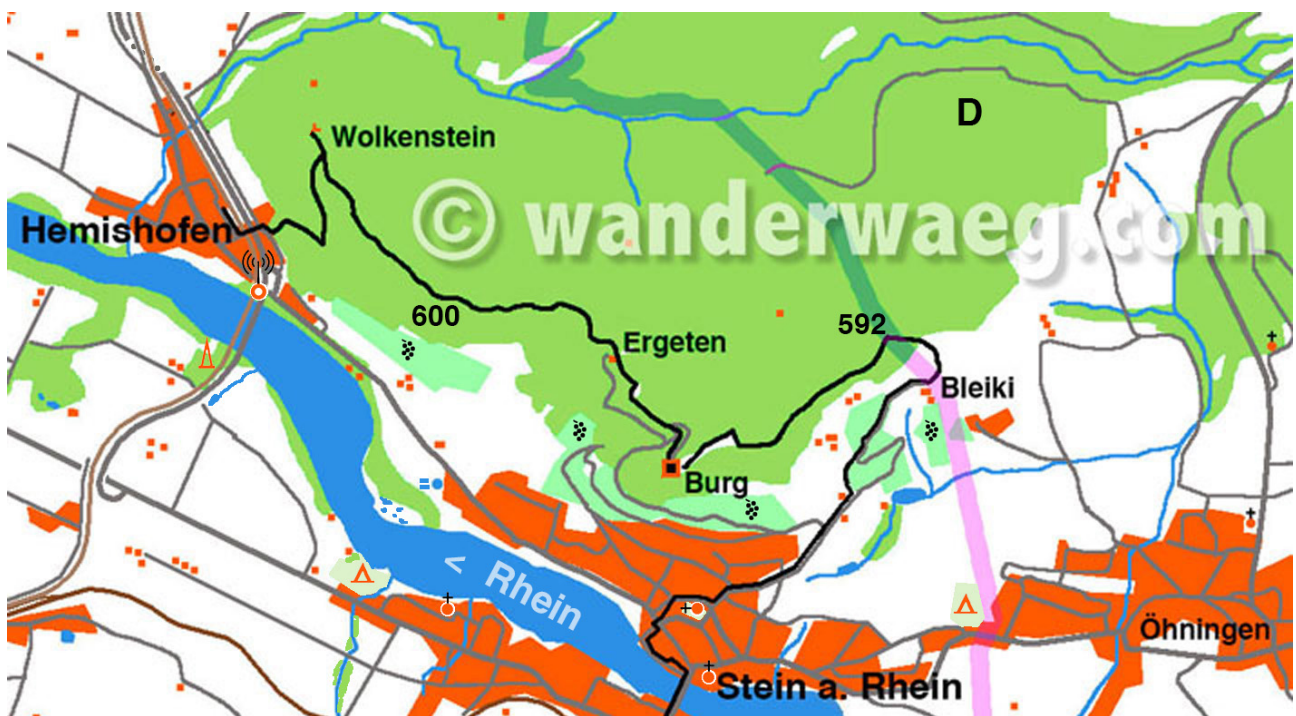 D
Wolkenstein
© wanderwaeg.com
Hemishofen
600
592
Ergeten
Bleiki
Burg
< Rhein
Öhningen
Stein a. Rhein